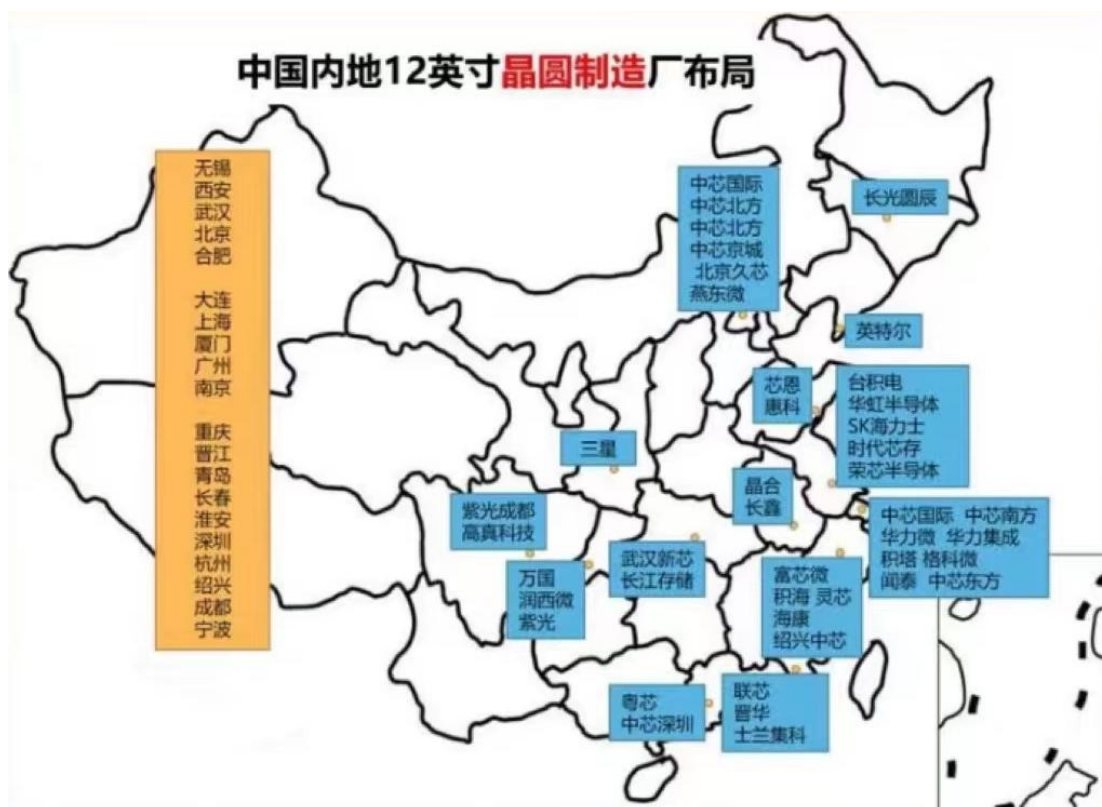 中国内地12英寸晶圆制造厂布局
无锡
西安
武汉
北京
合肥
大连
上海
厦门
广州
南京
重庆
晋江
青岛
长春
淮安
深圳
杭州
绍兴
成都
宁波
中芯国际
中芯北方
中芯北方
中芯京城
北京久芯
燕东微
长光圆辰
英特尔
芯恩
惠科
台积电
华虹半导体
SK海力士
时代芯存
荣芯半导体
三星
晶合
长鑫
紫光成都
高真科技
中芯国际 中芯南方
华力微 华力集成
积塔 格科微
闻泰 中芯东方
武汉新芯
长江存储
万国
润西微
紫光
富芯微
积海 灵芯
海康
绍兴中芯
粤芯
中芯深圳
联芯
晋华
士兰集科